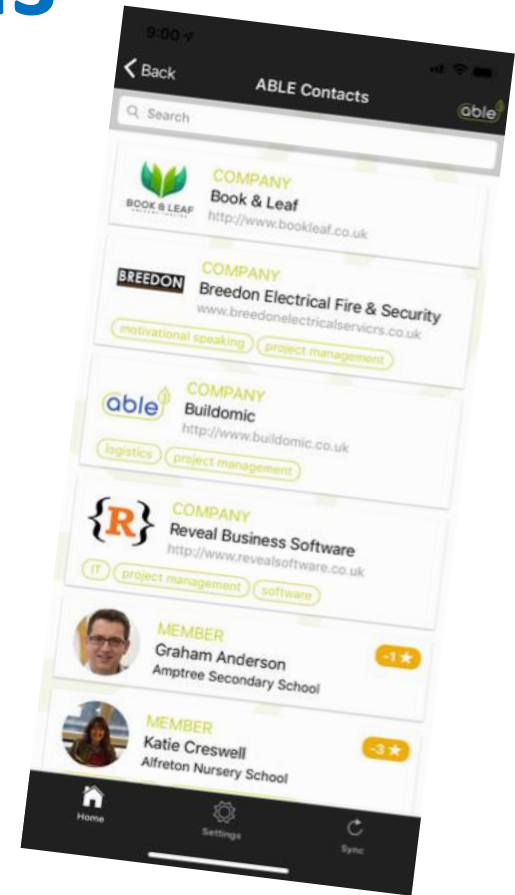 9:00
Back
ABLE Contacts
able
Search
COMPANY
Book & Leaf
http://www.bookleaf.co.uk
BOOK & LEAF
COMPANY
Breedon Electrical Fire & Security
www.breedonelectricalservicrs.co.uk
BREEDON
motivational speaking
project management
COMPANY
Buildomic
http://www.buildomic.co.uk
able
logistics
project management
COMPANY
Reveal Business Software
http://www.revealsoftware.co.uk
{R}
IT
project management
software
MEMBER
Graham Anderson
Amptree Secondary School
-1 ★
MEMBER
Katie Creswell
Alfreton Nursery School
-3 ★
Home
Settings
Sync